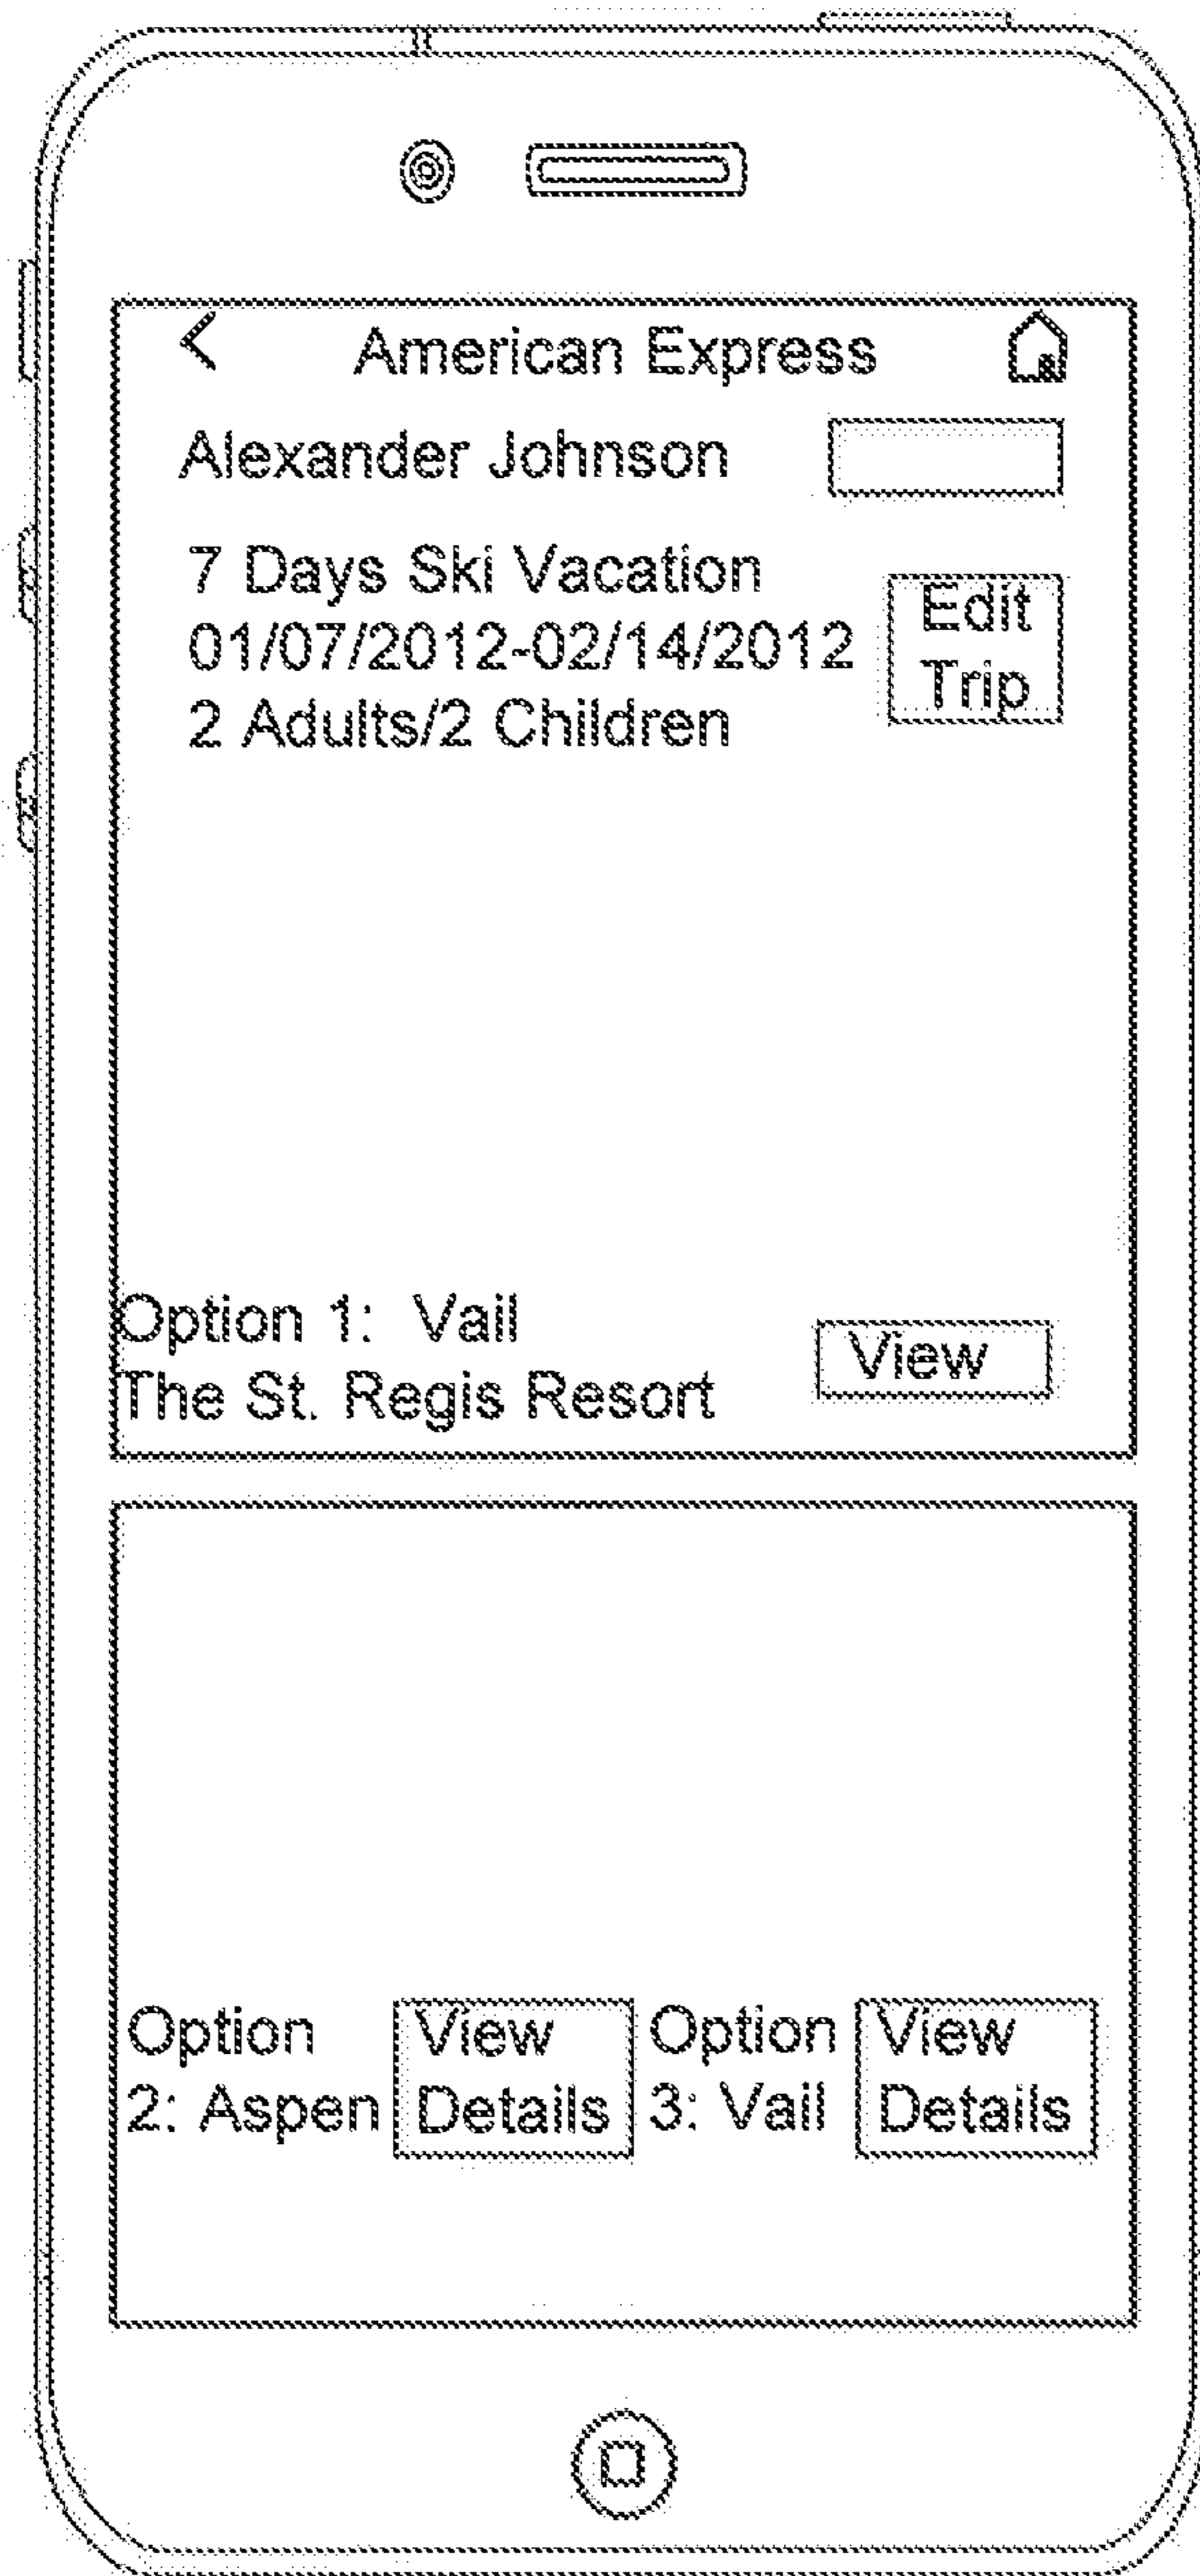 American Express
Alexander Johnson
7 Days Ski Vacation
01/07/2012-02/14/2012
2 Adults/2 Children
Edit
Trip
Option 1:  Vail
The St. Regis Resort
View
Option
2: Aspen
View
Details
Option
3: Vail
View
Details